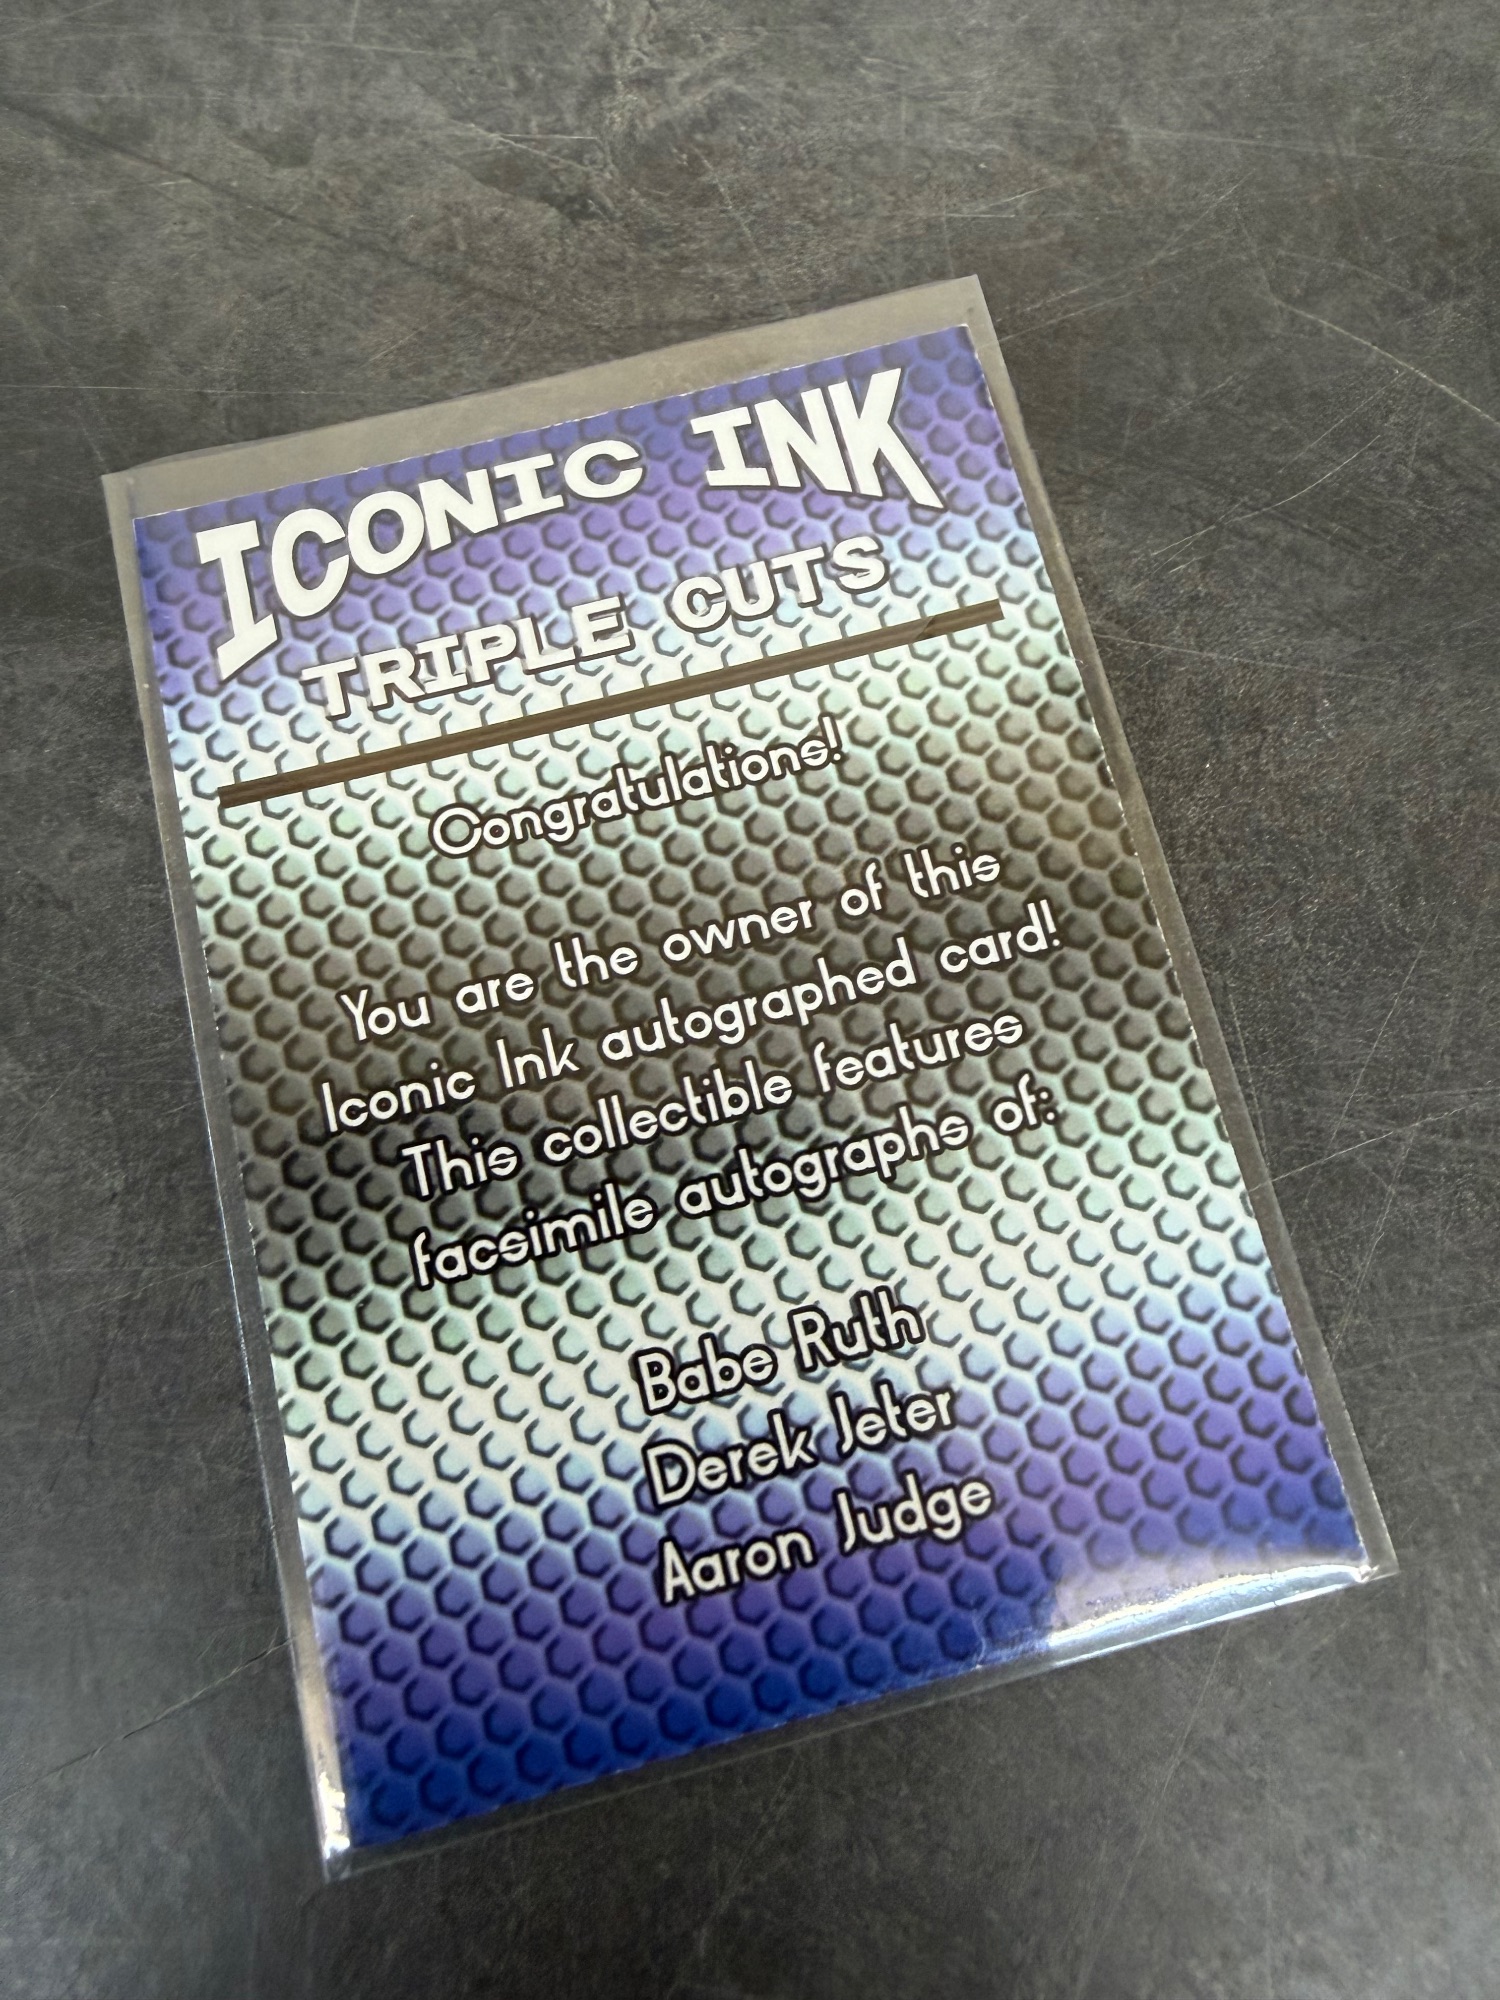 ICONIC INK
TRIPLE CUTS
Congratulations!
You are the owner of this
Iconic Ink autographed card!
This collectible features
facsimile autographs of:
Babe Ruth
Derek Jeter
Aaron Judge